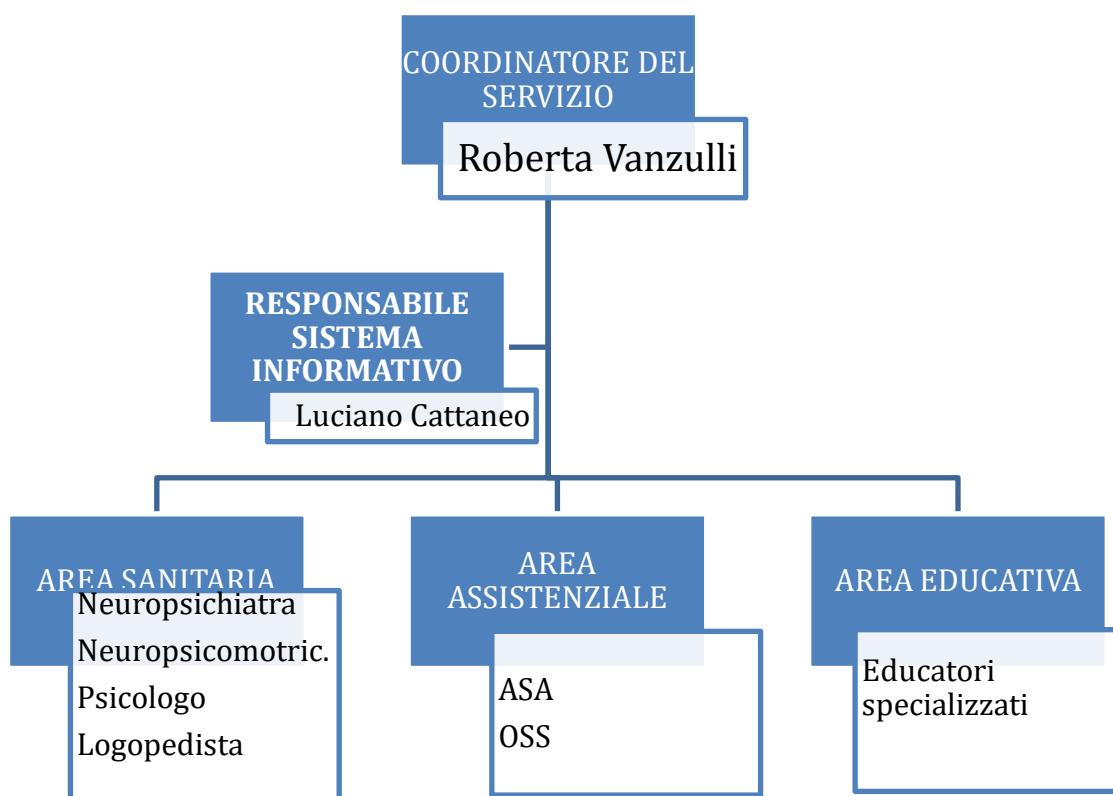 COORDINATORE DEL
SERVIZIO
Roberta Vanzulli
RESPONSABILE
SISTEMA
INFORMATIVO
Luciano Cattaneo
AREA SANITARIA
Neuropsichiatra
Neuropsicomotric.
Psicologo
Logopedista
AREA
ASSISTENZIALE
ASA
OSS
AREA EDUCATIVA
Educatori
specializzati